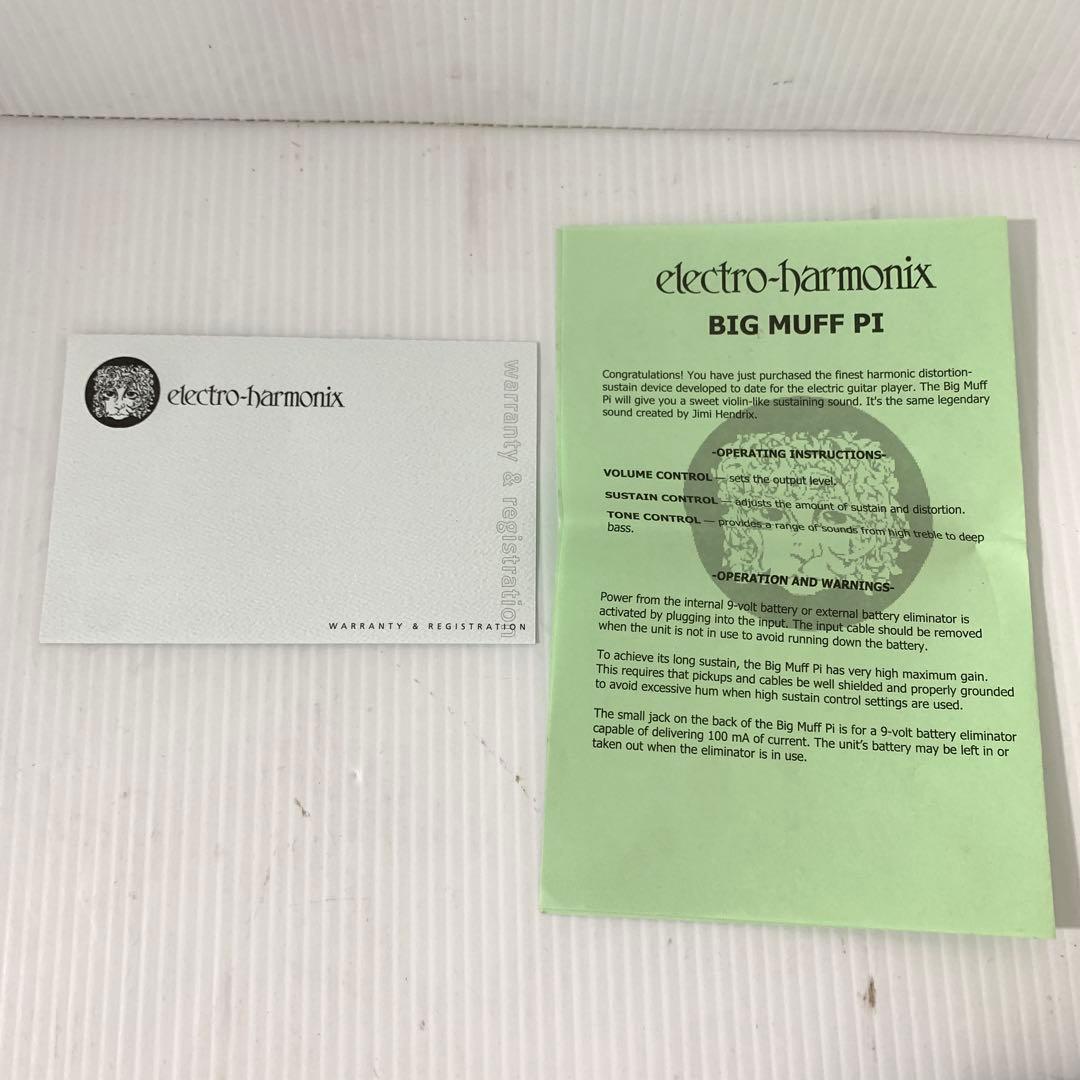 electro-harmonix
warranty & registration
WARRANTY & REGISTRATION
electro-harmonix
BIG MUFF PI
Congratulations! You have just purchased the finest harmonic distortion-
sustain device developed to date for the electric guitar player. The Big Muff
Pi will give you a sweet violin-like sustaining sound. It's the same legendary
sound created by Jimi Hendrix.
-OPERATING INSTRUCTIONS-
VOLUME CONTROL — sets the output level.
SUSTAIN CONTROL — adjusts the amount of sustain and distortion.
TONE CONTROL — provides a range of sounds from high treble to deep
bass.
-OPERATION AND WARNINGS-
Power from the internal 9-volt battery or external battery eliminator is
activated by plugging into the input. The input cable should be removed
when the unit is not in use to avoid running down the battery.
To achieve its long sustain, the Big Muff Pi has very high maximum gain.
This requires that pickups and cables be well shielded and properly grounded
to avoid excessive hum when high sustain control settings are used.
The small jack on the back of the Big Muff Pi is for a 9-volt battery eliminator
capable of delivering 100 mA of current. The unit's battery may be left in or
taken out when the eliminator is in use.